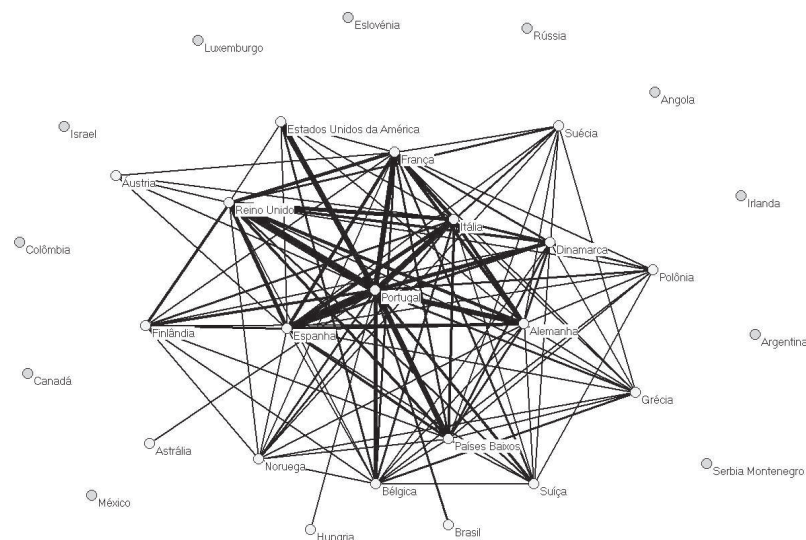 Eslovénia
Rússia
Luxemburgo
Angola
Israel
Estados Unidos da América
Suécia
França
Áustria
Irlanda
Reino Unido
Itália
Colômbia
Dinamarca
Polônia
Portugal
Finlândia
Espanha
Alemanha
Argentina
Canadá
Grécia
Astrália
Países Baixos
Noruega
Serbia Montenegro
Bélgica
Suíça
México
Hungria
Brasil